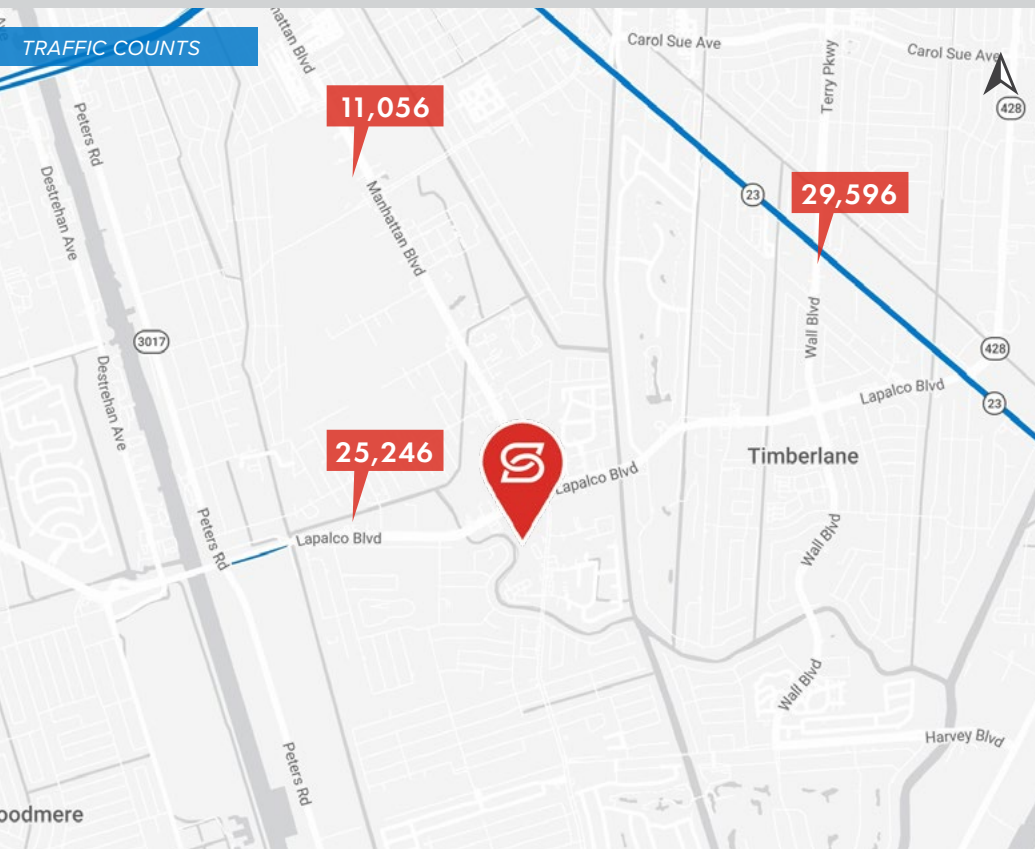 TRAFFIC COUNTS
Carol Sue Ave
Carol Sue Ave
Manhattan Blvd
Terry Pkwy
428
11,056
Peters Rd
29,596
23
Destrehan Ave
Manhattan Blvd
Wall Blvd
3017
428
Destrehan Ave
Lapalco Blvd
23
25,246
Timberlane
Lapalco Blvd
Peters Rd
Lapalco Blvd
Wall Blvd
Wall Blvd
Harvey Blvd
Peters Rd
oodmere